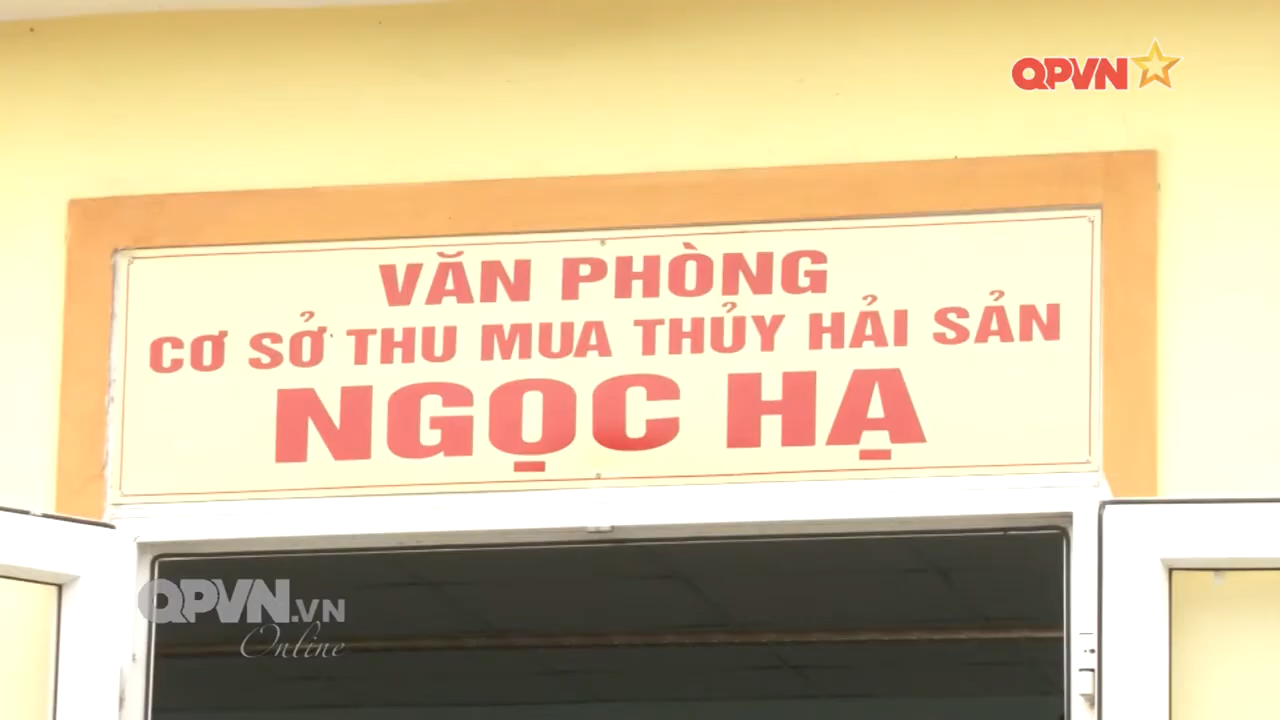 QPVN
VĂN PHÒNG
CƠ SỞ THU MUA THỦY HẢI SẢN
NGỌC HẠ
QPVN.VN
Online